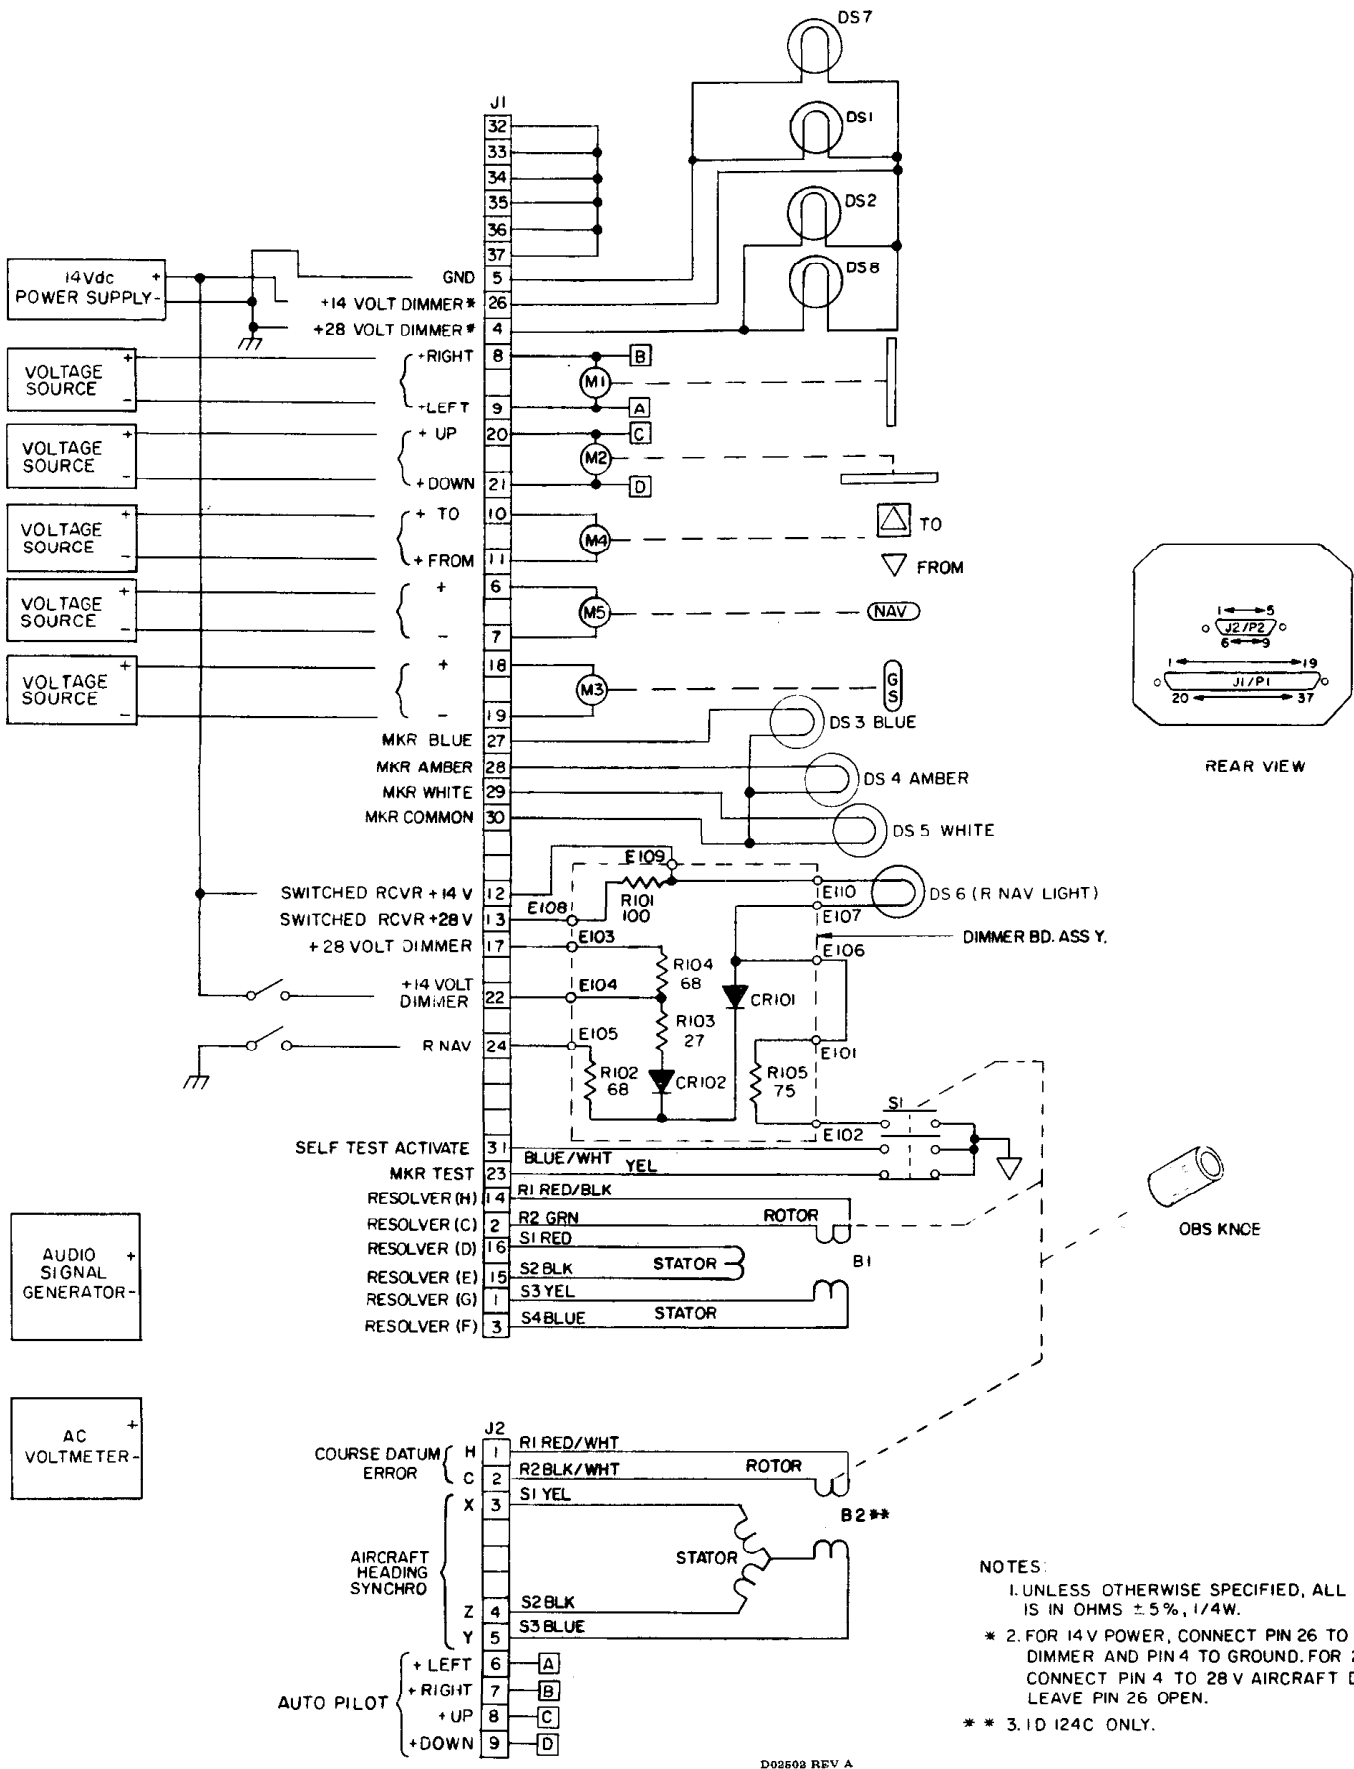 DS7
J1
32
DS1
33
34
35
DS2
36
37
14Vdc +
POWER SUPPLY-
GND 5
DS8
+14 VOLT DIMMER* 26
+28 VOLT DIMMER* 4
VOLTAGE
SOURCE
+
-
+RIGHT 8
B
M1
+LEFT 9
A
VOLTAGE
SOURCE
+
-
+ UP 20
C
M2
+DOWN 21
D
VOLTAGE
SOURCE
+
-
+ TO 10
TO
M4
+ FROM 11
FROM
VOLTAGE
SOURCE
+
-
+ 6
M5
NAV
- 7
VOLTAGE
SOURCE
+
-
+ 18
M3
GS
- 19
1 5
J2/P2
6 9
1 19
J1/P1
20 37
REAR VIEW
MKR BLUE 27
DS 3 BLUE
MKR AMBER 28
DS 4 AMBER
MKR WHITE 29
MKR COMMON 30
DS 5 WHITE
E109
SWITCHED RCVR +14 V 12
R101
100
E110
DS 6 (R NAV LIGHT)
SWITCHED RCVR +28 V 13
E108
E107
+28 VOLT DIMMER 17
E103
DIMMER BD. ASS Y.
E106
R104
68
+14 VOLT
DIMMER 22
E104
CR101
R103
27
R NAV 24
E105
E101
R102
68
CR102
R105
75
S1
E102
SELF TEST ACTIVATE 31
BLUE/WHT
MKR TEST 23
YEL
RESOLVER (H) 14
R1 RED/BLK
RESOLVER (C) 2
R2 GRN
ROTOR
OBS KNCE
RESOLVER (D) 16
S1 RED
STATOR
B1
RESOLVER (E) 15
S2 BLK
RESOLVER (G) 1
S3 YEL
STATOR
RESOLVER (F) 3
S4 BLUE
AUDIO
SIGNAL
GENERATOR-
+
AC
VOLTMETER-
+
J2
COURSE DATUM
ERROR
H 1
R1 RED/WHT
C 2
R2 BLK/WHT
ROTOR
X 3
S1 YEL
B2**
AIRCRAFT
HEADING
SYNCHRO
STATOR
Z 4
S2 BLK
Y 5
S3 BLUE
AUTO PILOT
+ LEFT 6 A
+ RIGHT 7 B
+UP 8 C
+DOWN 9 D
NOTES:
1. UNLESS OTHERWISE SPECIFIED, ALL
IS IN OHMS ±5%, 1/4W.
* 2. FOR 14V POWER, CONNECT PIN 26 TO
DIMMER AND PIN 4 TO GROUND. FOR 2
CONNECT PIN 4 TO 28 V AIRCRAFT D
LEAVE PIN 26 OPEN.
** 3. ID 124C ONLY.
D02502 REV A